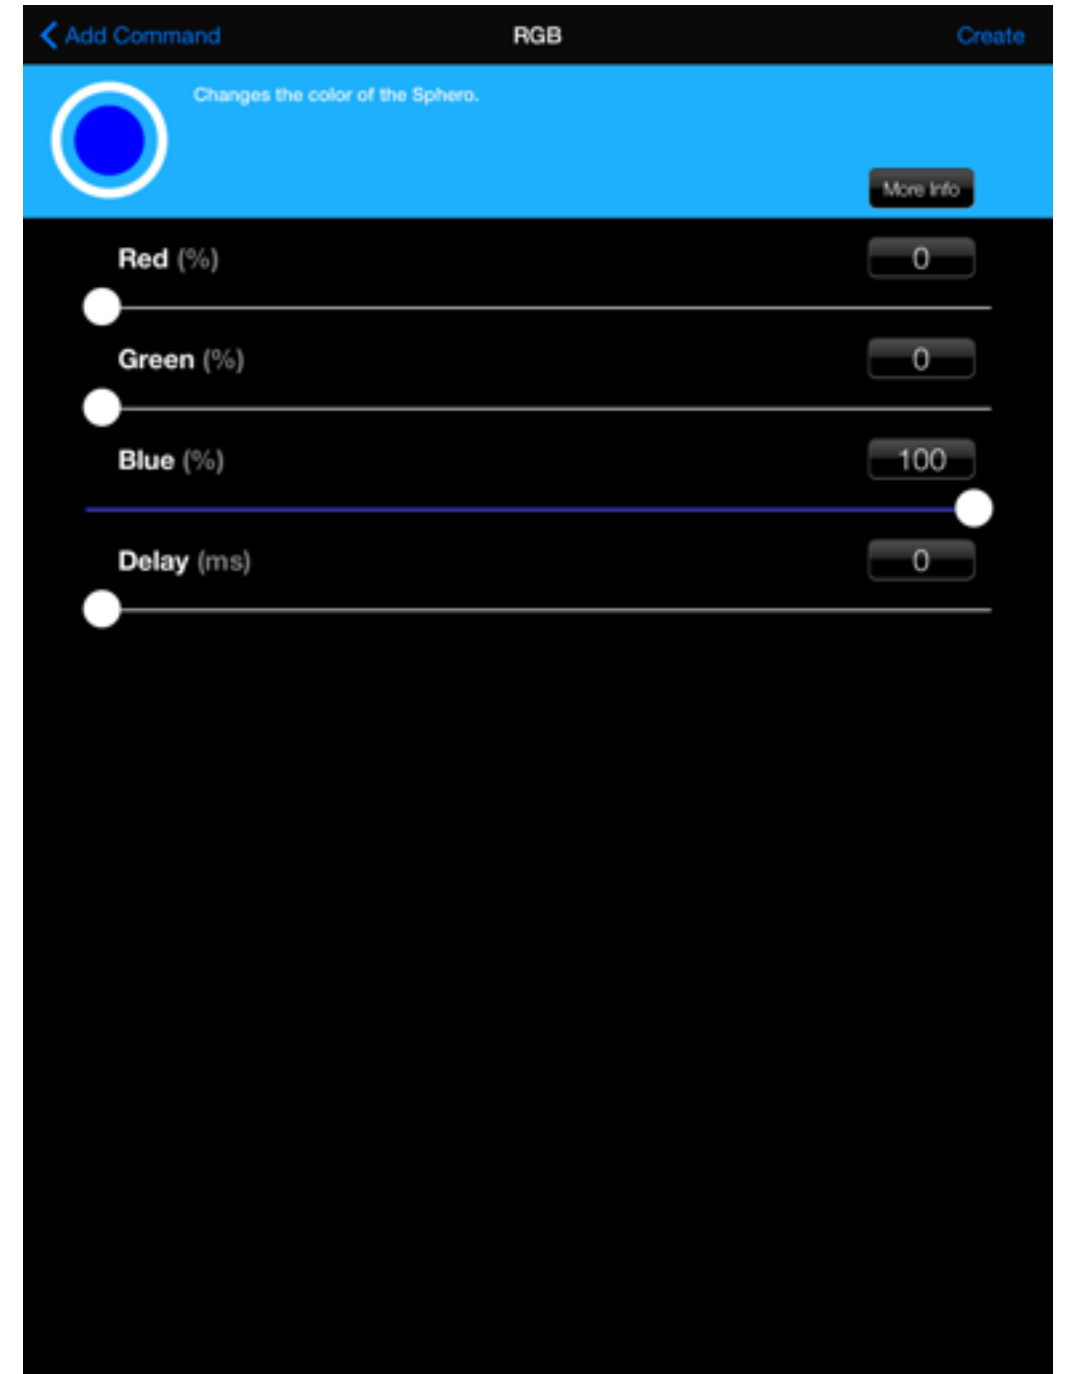 Add Command RGB Create
Changes the color of the Sphero.
More Info
Red (%) 0
Green (%) 0
Blue (%) 100
Delay (ms) 0